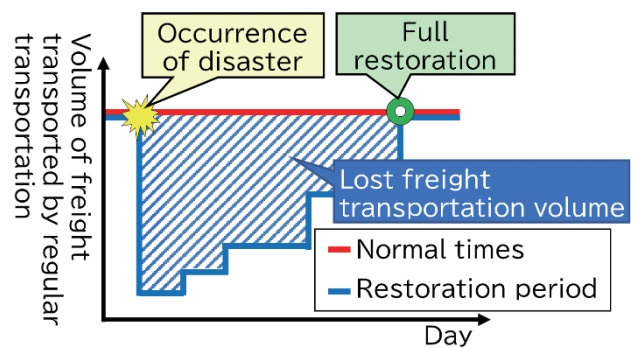 Volume of freight
transported by regular
transportation
Occurrence
of disaster
Full
restoration
Lost freight
transportation volume
Normal times
Restoration period
Day